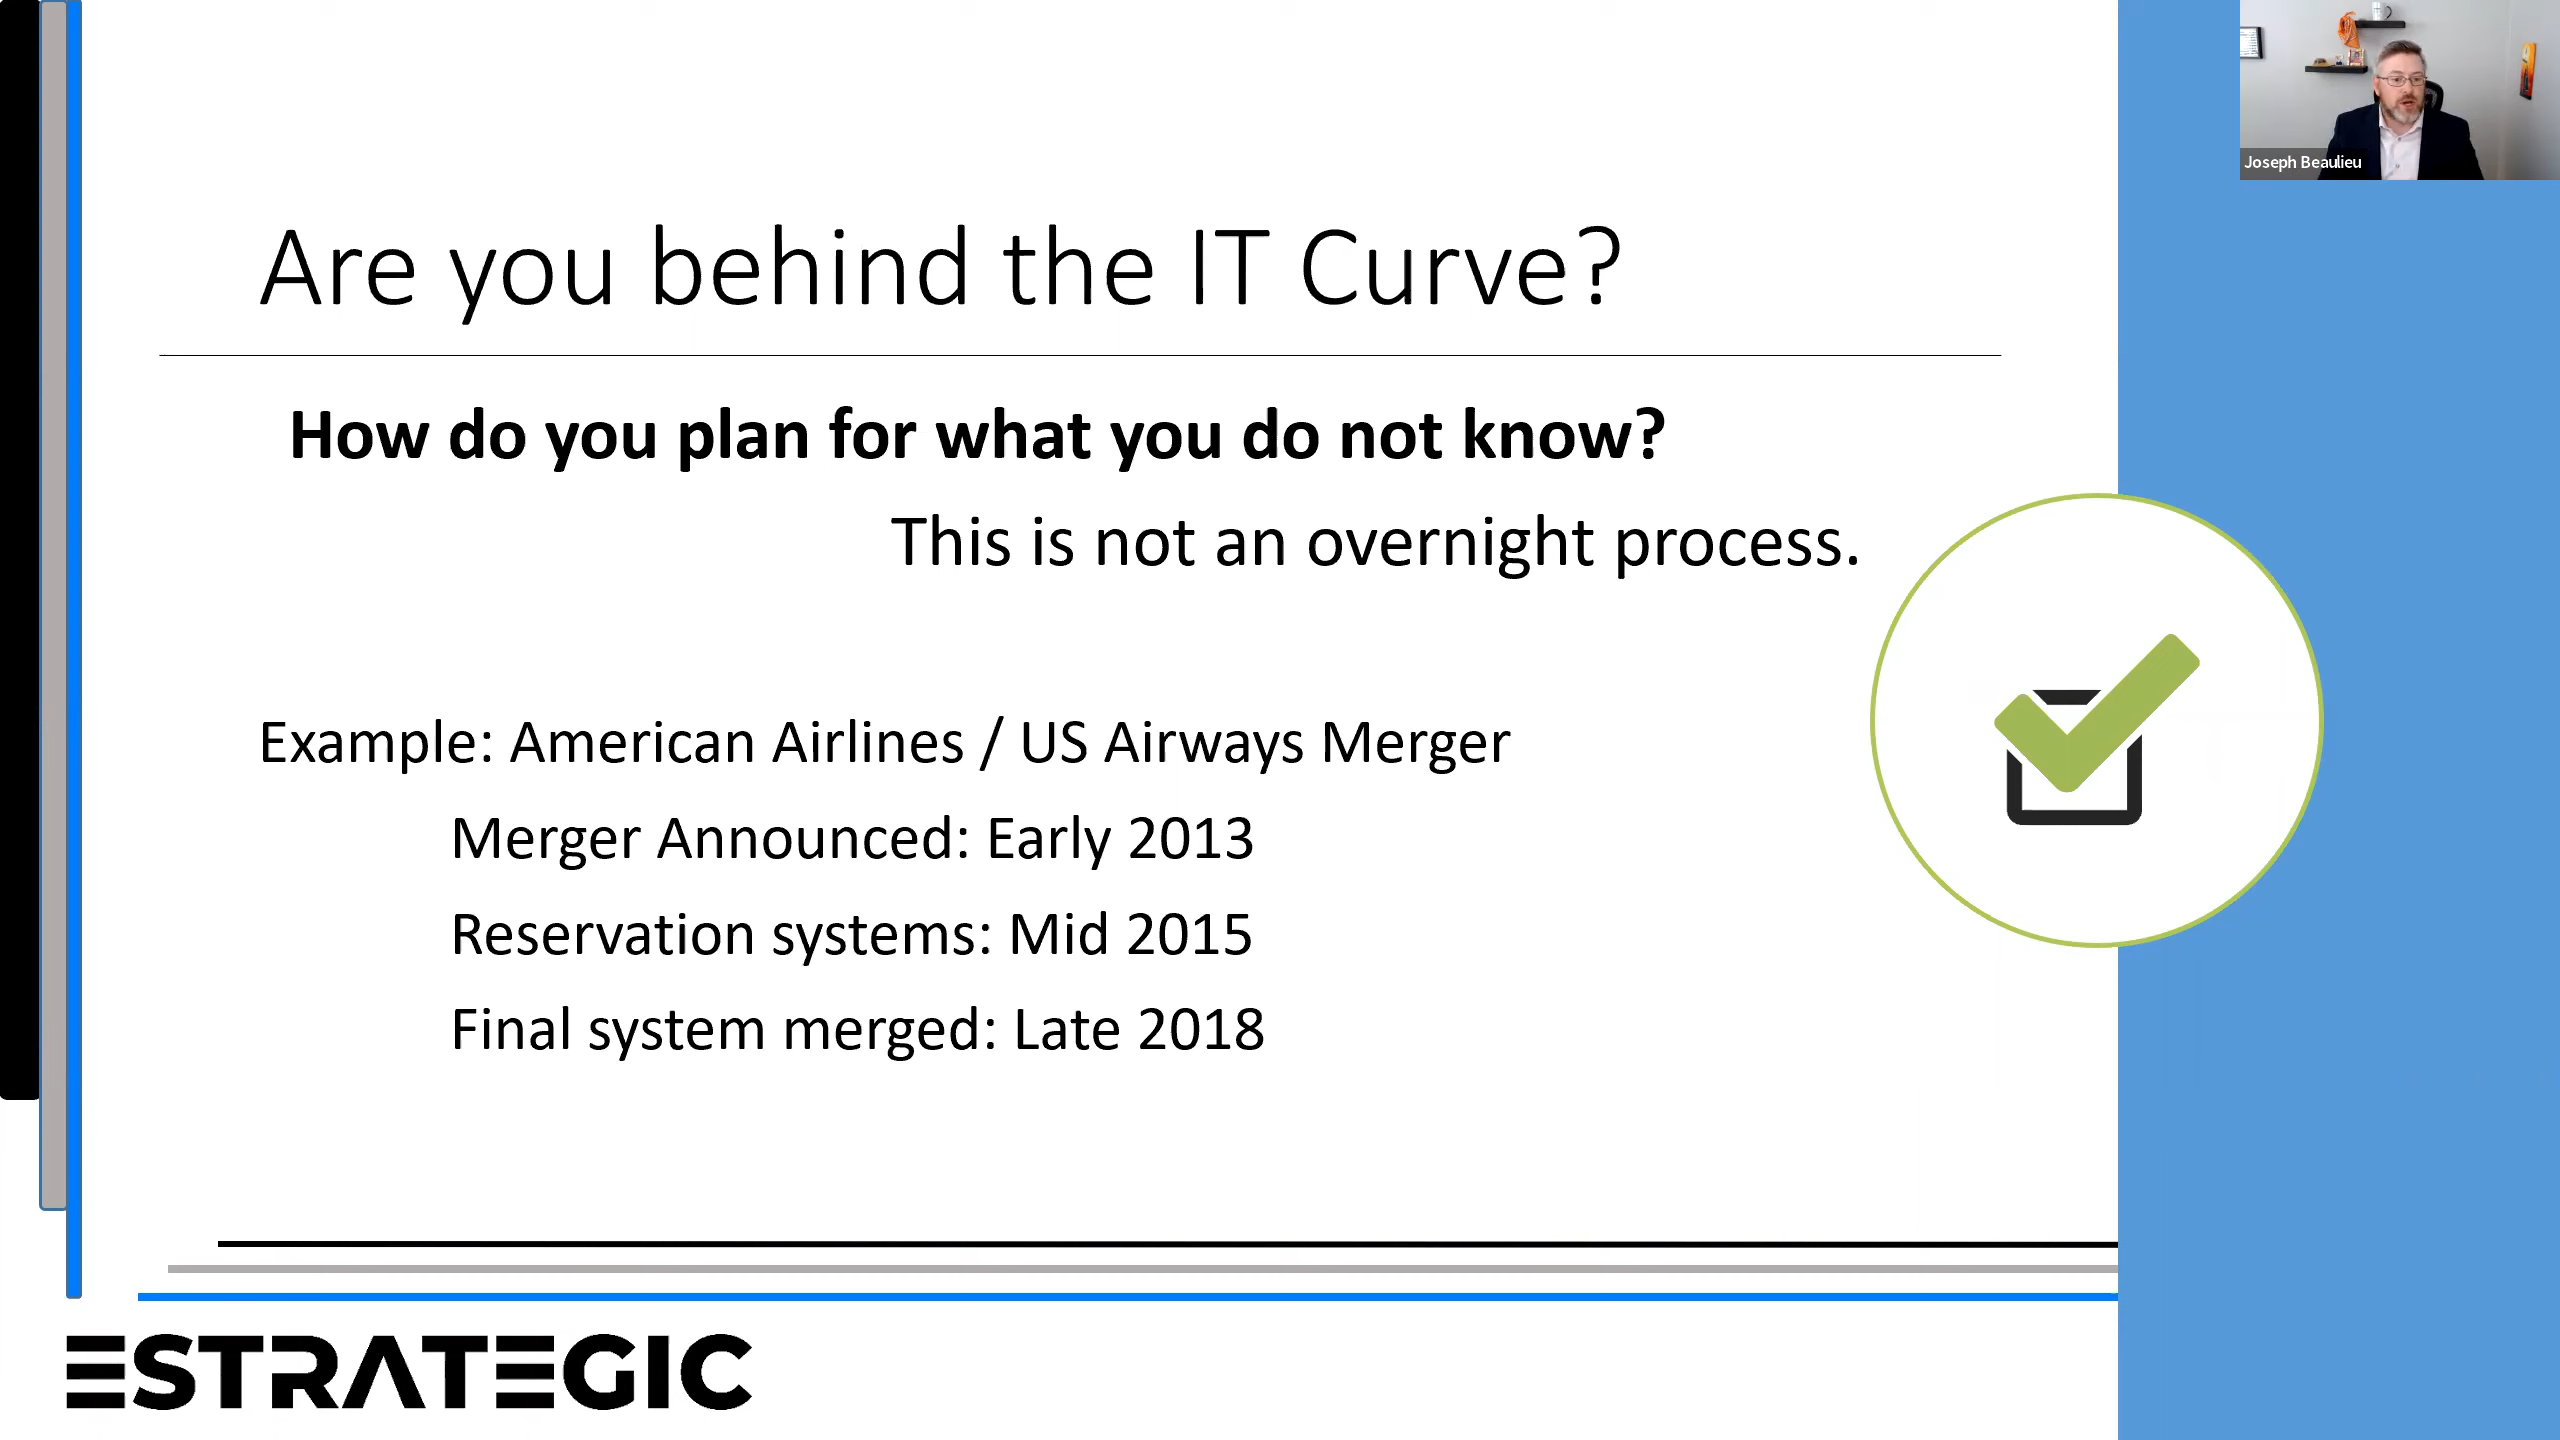 Joseph Beaulieu
Are you behind the IT Curve?
How do you plan for what you do not know?
This is not an overnight process.
Example: American Airlines / US Airways Merger
Merger Announced: Early 2013
Reservation systems: Mid 2015
Final system merged: Late 2018
ESTRATEGIC